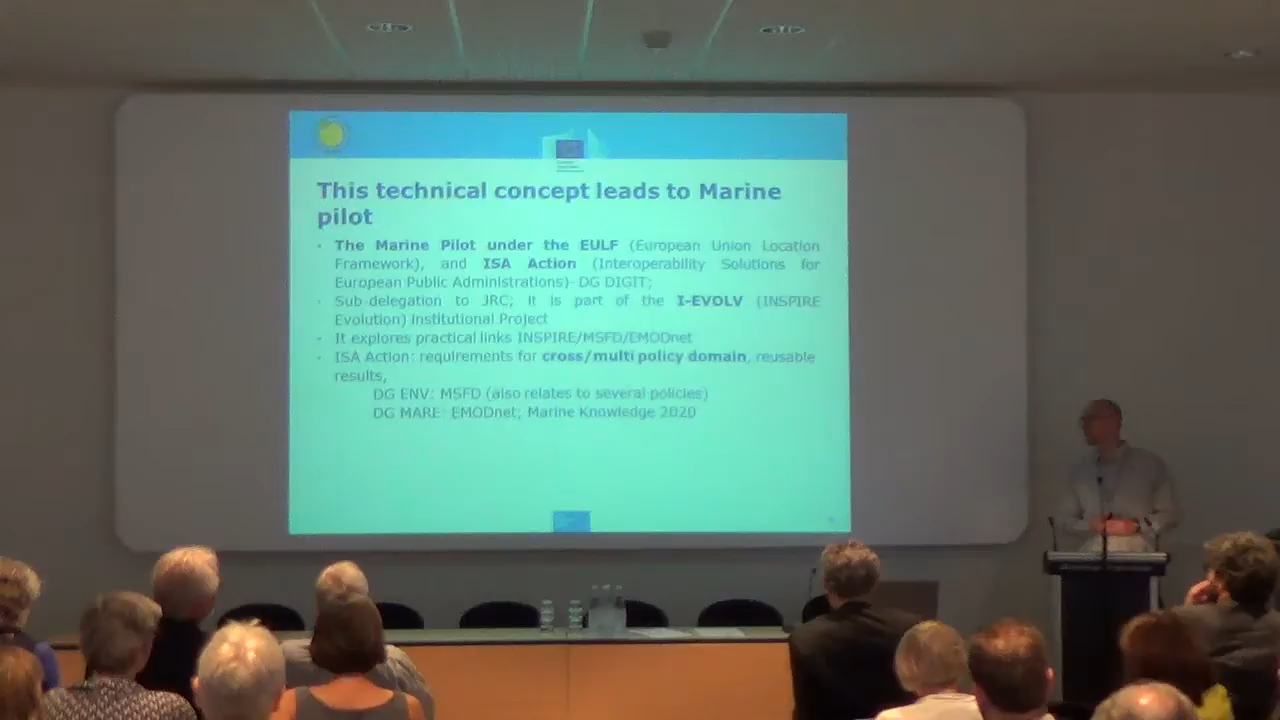 This technical concept leads to Marine
pilot
· The Marine Pilot under the EULF (European Union Location
Framework), and ISA Action (Interoperability Solutions for
European Public Administrations)- DG DIGIT;
· Sub-delegation to JRC; it is part of the I-EVOLV (INSPIRE
Evolution) Institutional Project
· It explores practical links INSPIRE/MSFD/EMODnet
· ISA Action: requirements for cross/multi policy domain, reusable
results,
DG ENV: MSFD (also relates to several policies)
DG MARE: EMODnet; Marine Knowledge 2020